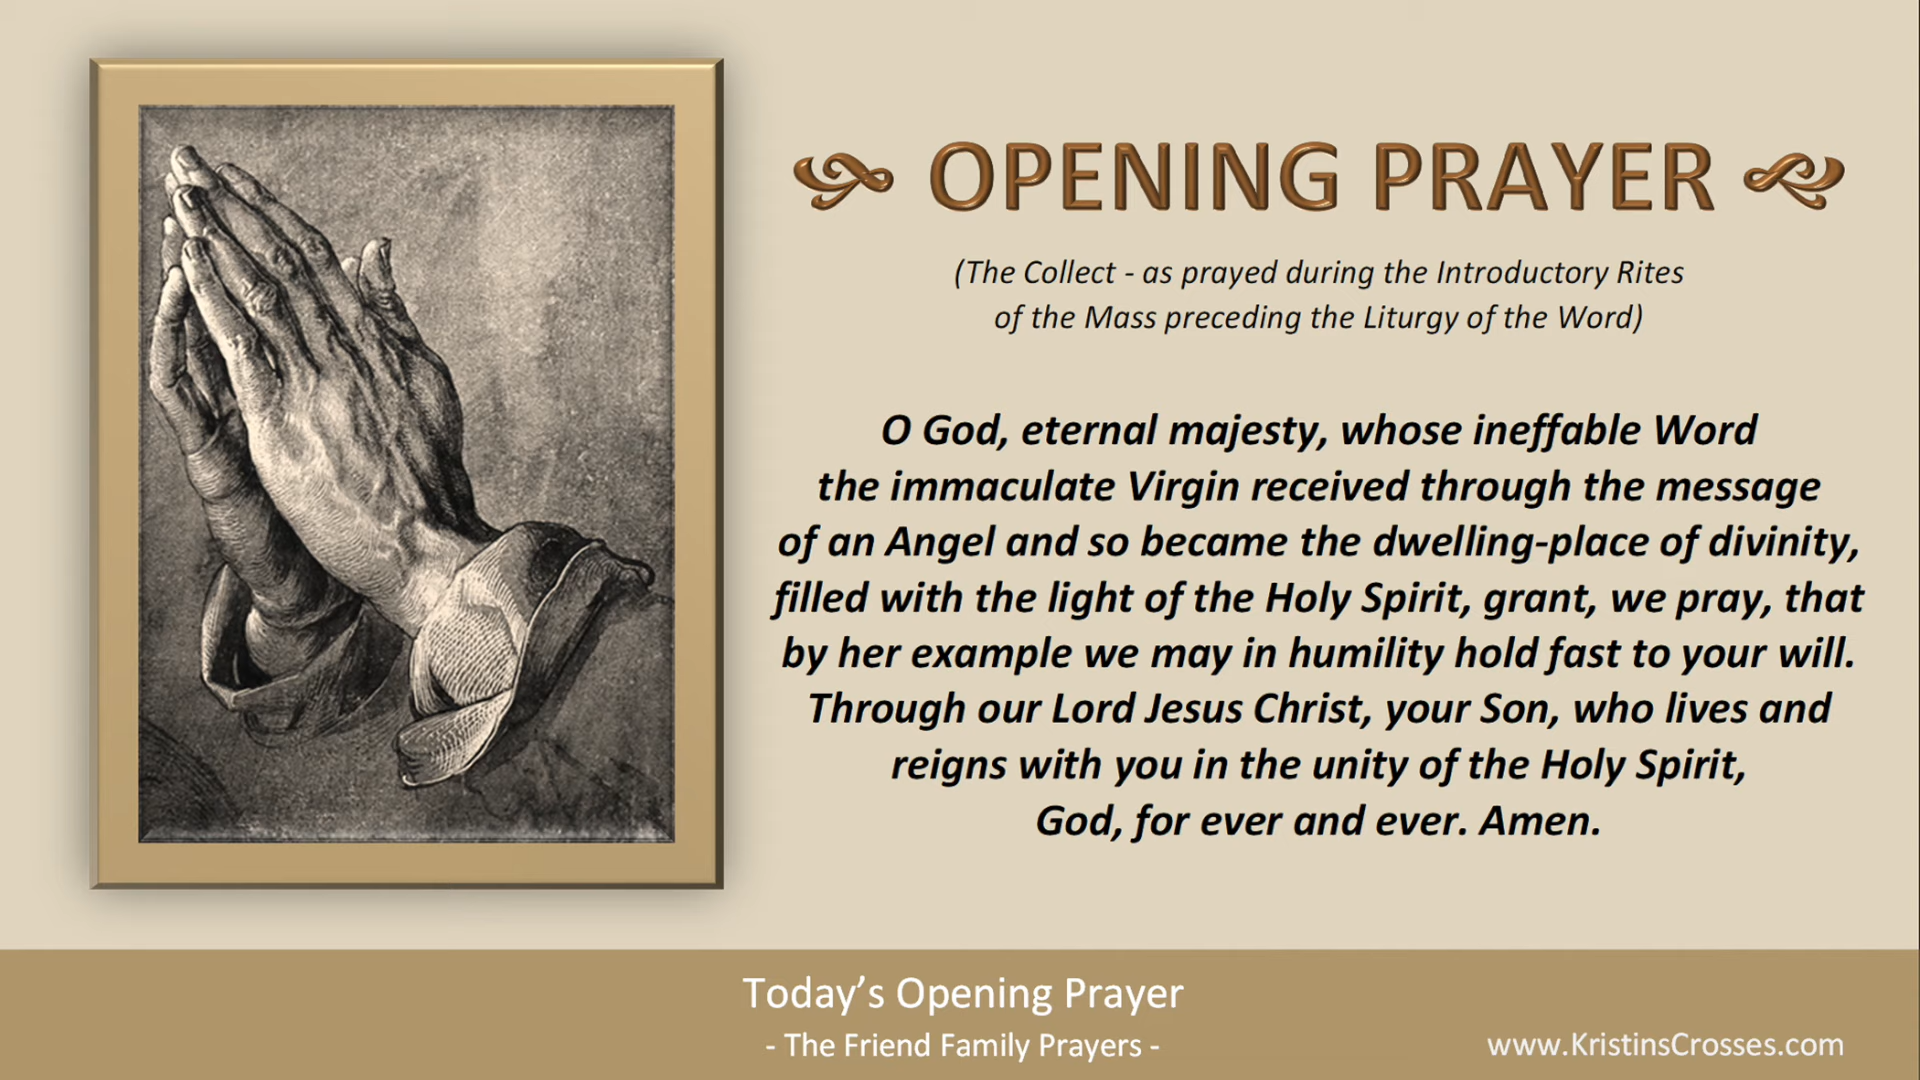 OPENING PRAYER
(The Collect - as prayed during the Introductory Rites
of the Mass preceding the Liturgy of the Word)
O God, eternal majesty, whose ineffable Word
the immaculate Virgin received through the message
of an Angel and so became the dwelling-place of divinity,
filled with the light of the Holy Spirit, grant, we pray, that
by her example we may in humility hold fast to your will.
Through our Lord Jesus Christ, your Son, who lives and
reigns with you in the unity of the Holy Spirit,
God, for ever and ever. Amen.
Today’s Opening Prayer
- The Friend Family Prayers -
www.KristinsCrosses.com